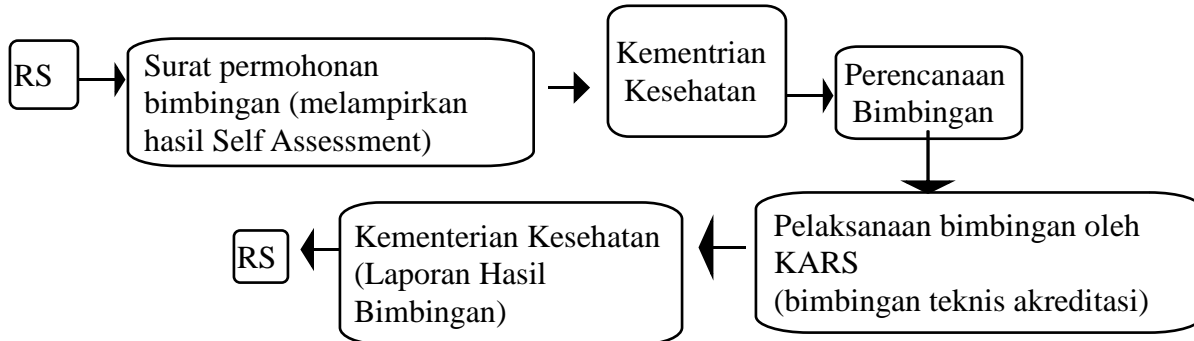 RS
Surat permohonan
bimbingan (melampirkan
hasil Self Assessment)
Kementrian
Kesehatan
Perencanaan
Bimbingan
Pelaksanaan bimbingan oleh
KARS
(bimbingan teknis akreditasi)
Kementerian Kesehatan
(Laporan Hasil
Bimbingan)
RS